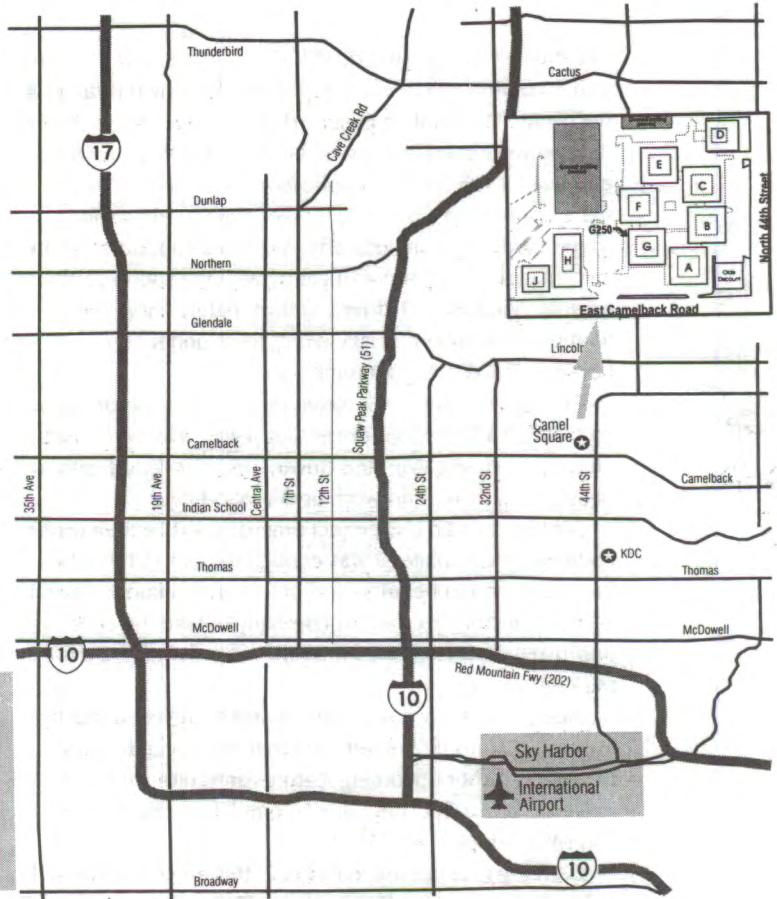 Thunderbird
Cactus
17
Cave Creek Rd
Dunlap
Northern
Glendale
Squaw Peak Parkway (51)
D
E
C
F
B
G250
G
H
A
J
North 44th Street
East Camelback Road
Lincoln
Camel
Square
Camelback
Camelback
35th Ave
19th Ave
Central Ave
7th St
12th St
24th St
32nd St
44th St
Indian School
KDC
Thomas
Thomas
McDowell
McDowell
10
Red Mountain Fwy (202)
10
Sky Harbor
International
Airport
10
Broadway